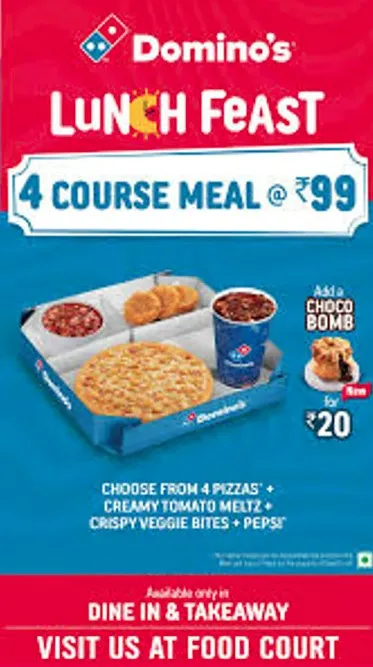 Domino's
LUNCH FEAST
4 COURSE MEAL @ ₹99
Add a
CHOCO
BOMB
New
for
₹20
Domino's
CHOOSE FROM 4 PIZZAS* +
CREAMY TOMATO MELTZ +
CRISPY VEGGIE BITES + PEPSI*
Available only in
DINE IN & TAKEAWAY
VISIT US AT FOOD COURT